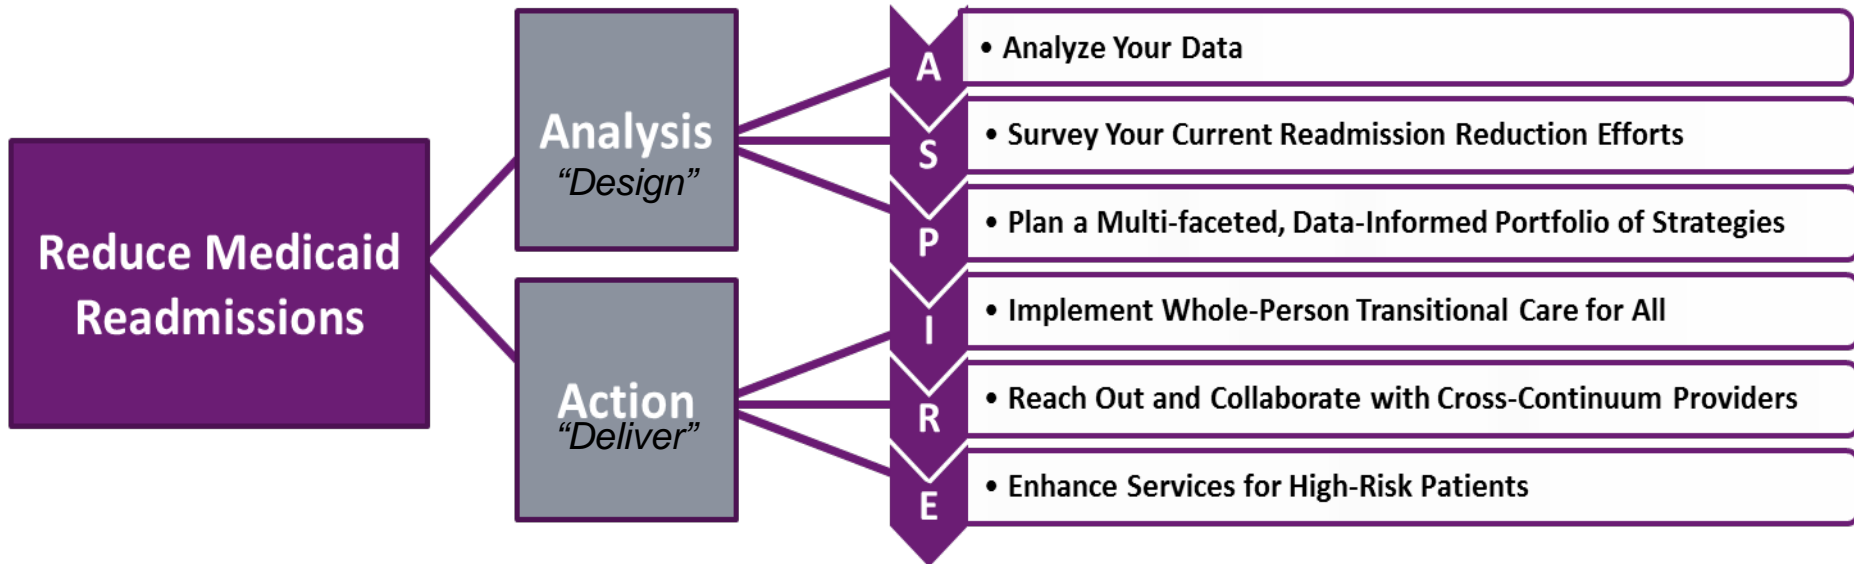 Reduce Medicaid
Readmissions
Analysis
“Design”
Action
“Deliver”
A
• Analyze Your Data
S
• Survey Your Current Readmission Reduction Efforts
P
• Plan a Multi-faceted, Data-Informed Portfolio of Strategies
I
• Implement Whole-Person Transitional Care for All
R
• Reach Out and Collaborate with Cross-Continuum Providers
E
• Enhance Services for High-Risk Patients